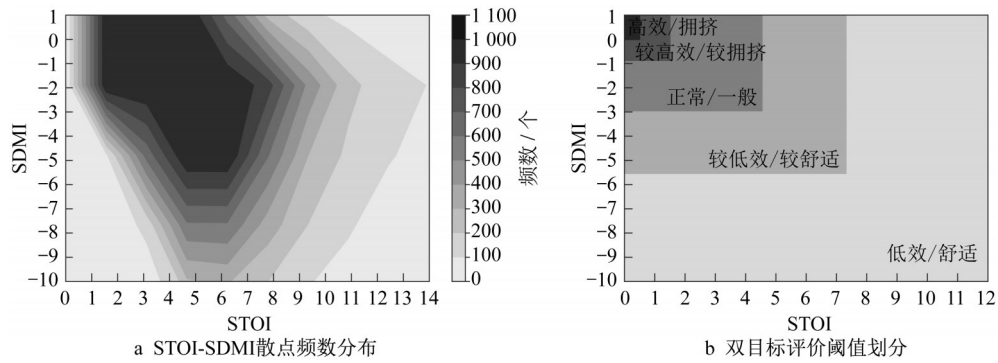 1
0
−1
−2
−3
−4
−5
−6
−7
−8
−9
−10
SDMI
0 1 2 3 4 5 6 7 8 9 10 11 12 13 14
STOI
1 100
1 000
900
800
700
600
500
400
300
200
100
0
频数 / 个
a STOI-SDMI散点频数分布
1
0
−1
−2
−3
−4
−5
−6
−7
−8
−9
−10
SDMI
高效/拥挤
较高效/较拥挤
正常/一般
较低效/较舒适
低效/舒适
0 1 2 3 4 5 6 7 8 9 10 11 12
STOI
b 双目标评价阈值划分